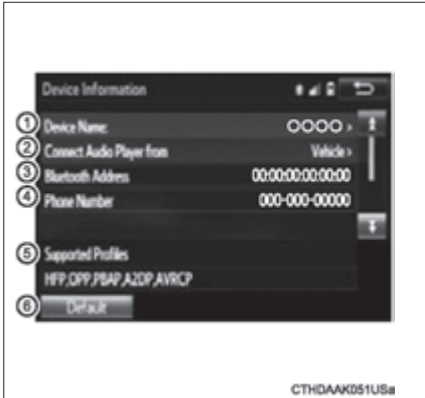 Device Information
① Device Name: OOOO >
② Connect Audio Player from Vehicle >
③ Bluetooth Address 00:00:00:00:00:00
④ Phone Number 000-000-00000
⑤ Supported Profiles
HFP,OPP,PBAP,A2DP,AVRCP
⑥ Default
CTHDAAK051USa